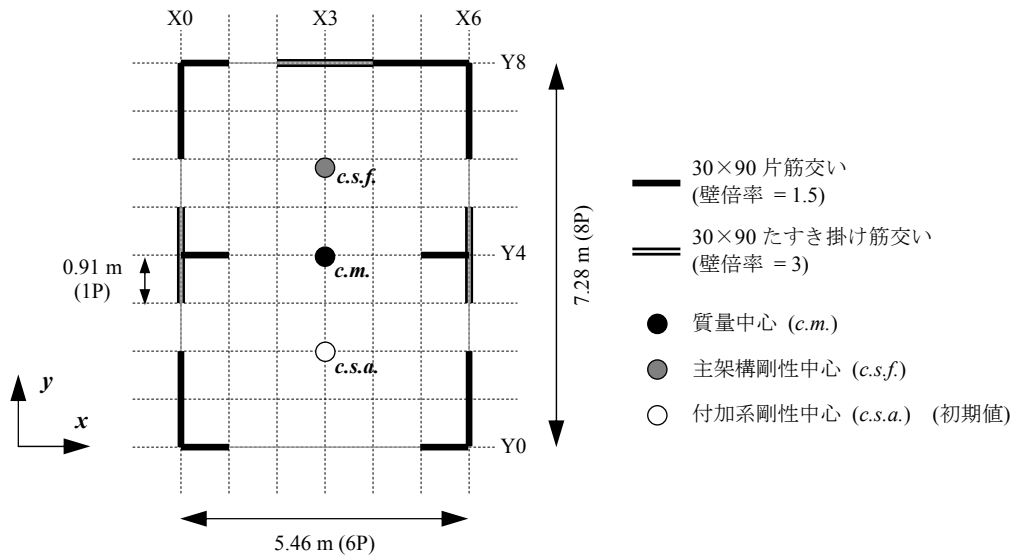 X0
X3
X6
Y8
c.s.f.
Y4
c.m.
0.91 m
(1P)
c.s.a.
Y0
y
x
7.28 m (8P)
5.46 m (6P)
30×90 片筋交い
(壁倍率 = 1.5)
30×90 たすき掛け筋交い
(壁倍率 = 3)
質量中心 (c.m.)
主架構剛性中心 (c.s.f.)
付加系剛性中心 (c.s.a.) (初期値)